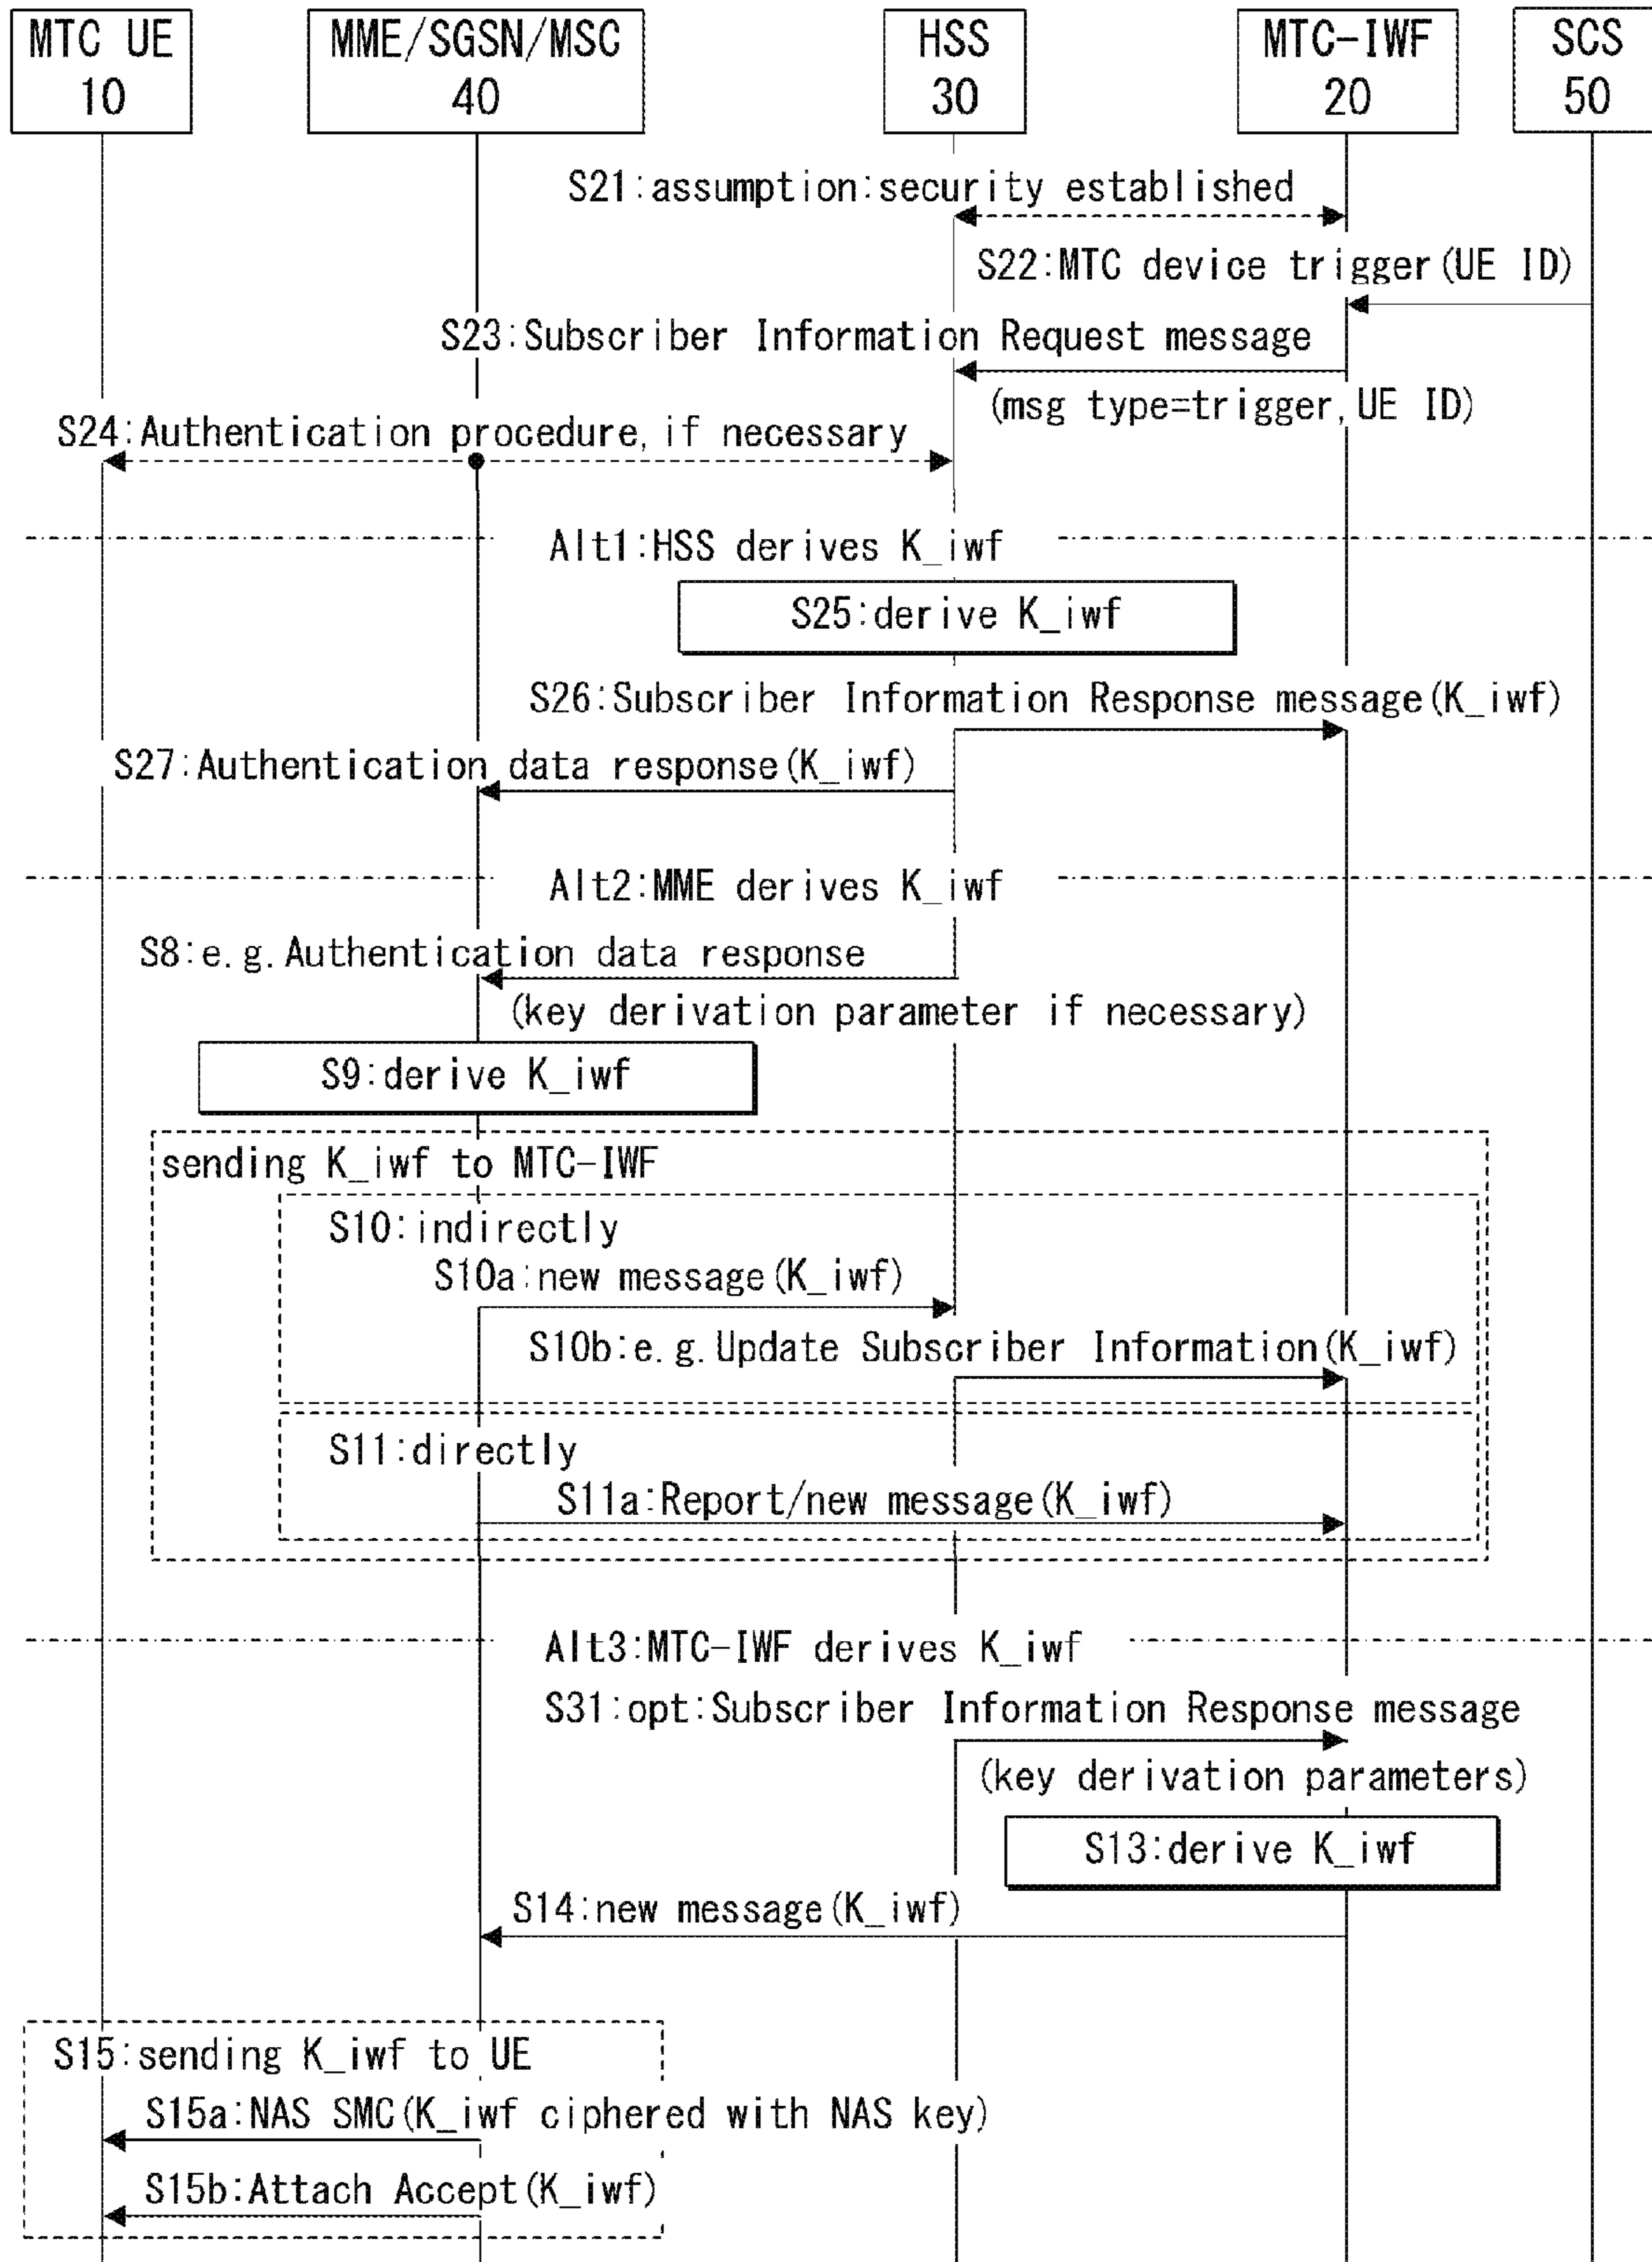 MTC UE
10
MME/SGSN/MSC
40
HSS
30
MTC-IWF
20
SCS
50
S21:assumption:security established
S22:MTC device trigger(UE ID)
S23:Subscriber Information Request message
(msg type=trigger,UE ID)
S24:Authentication procedure,if necessary
Alt1:HSS derives K_iwf
S25:derive K_iwf
S26:Subscriber Information Response message(K_iwf)
S27:Authentication data response(K_iwf)
Alt2:MME derives K_iwf
S8:e.g.Authentication data response
(key derivation parameter if necessary)
S9:derive K_iwf
sending K_iwf to MTC-IWF
S10:indirectly
S10a:new message(K_iwf)
S10b:e.g.Update Subscriber Information(K_iwf)
S11:directly
S11a:Report/new message(K_iwf)
Alt3:MTC-IWF derives K_iwf
S31:opt:Subscriber Information Response message
(key derivation parameters)
S13:derive K_iwf
S14:new message(K_iwf)
S15:sending K_iwf to UE
S15a:NAS SMC(K_iwf ciphered with NAS key)
S15b:Attach Accept(K_iwf)